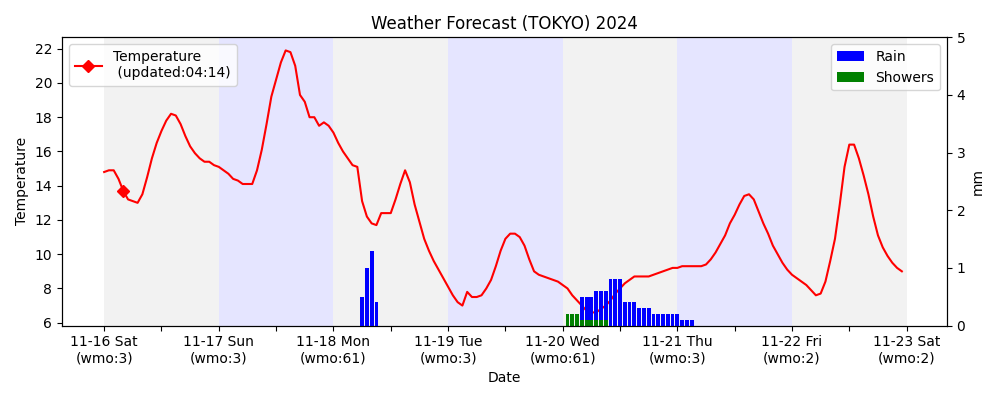 Weather Forecast (TOKYO) 2024
Temperature
(updated:04:14)
Rain
Showers
Temperature
22
20
18
16
14
12
10
8
6
5
4
3
2
1
0
mm
11-16 Sat 11-17 Sun 11-18 Mon 11-19 Tue 11-20 Wed 11-21 Thu 11-22 Fri 11-23 Sat
(wmo:3) (wmo:3) (wmo:61) (wmo:3) (wmo:61) (wmo:3) (wmo:2) (wmo:2)
Date